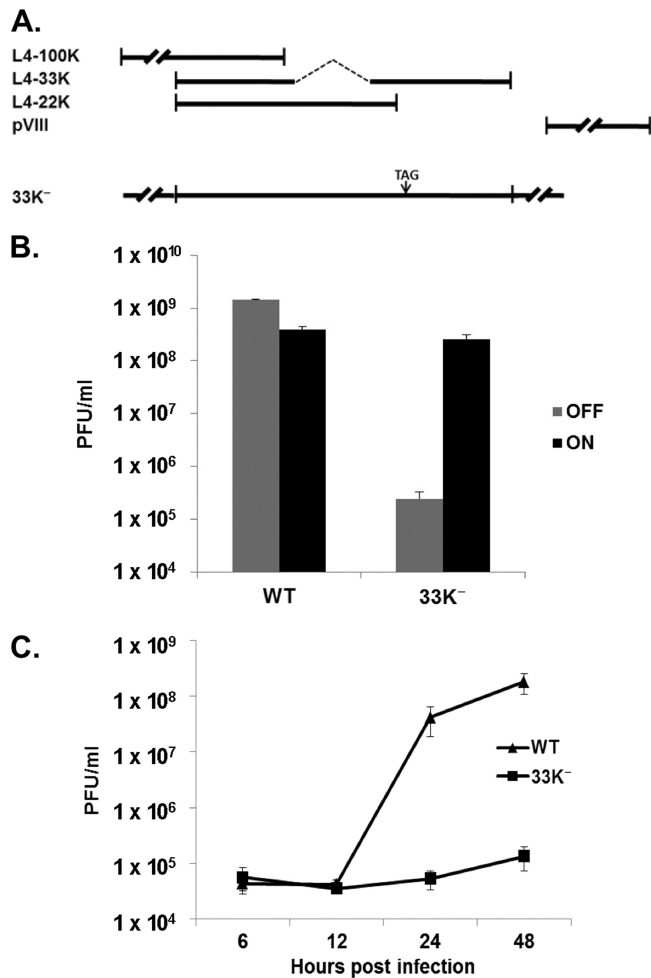 A.
L4-100K
L4-33K
L4-22K
pVIII
33K⁻
TAG
B.
1 x 10¹⁰
1 x 10⁹
1 x 10⁸
1 x 10⁷
1 x 10⁶
1 x 10⁵
1 x 10⁴
PFU/ml
OFF
ON
WT
33K⁻
C.
1 x 10⁹
1 x 10⁸
1 x 10⁷
1 x 10⁶
1 x 10⁵
1 x 10⁴
PFU/ml
WT
33K⁻
6 12 24 48
Hours post infection